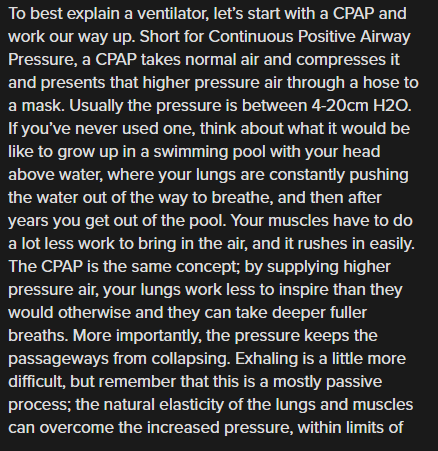 To best explain a ventilator, let’s start with a CPAP and
work our way up. Short for Continuous Positive Airway
Pressure, a CPAP takes normal air and compresses it
and presents that higher pressure air through a hose to
a mask. Usually the pressure is between 4-20cm H2O.
If you’ve never used one, think about what it would be
like to grow up in a swimming pool with your head
above water, where your lungs are constantly pushing
the water out of the way to breathe, and then after
years you get out of the pool. Your muscles have to do
a lot less work to bring in the air, and it rushes in easily.
The CPAP is the same concept; by supplying higher
pressure air, your lungs work less to inspire than they
would otherwise and they can take deeper fuller
breaths. More importantly, the pressure keeps the
passageways from collapsing. Exhaling is a little more
difficult, but remember that this is a mostly passive
process; the natural elasticity of the lungs and muscles
can overcome the increased pressure, within limits of